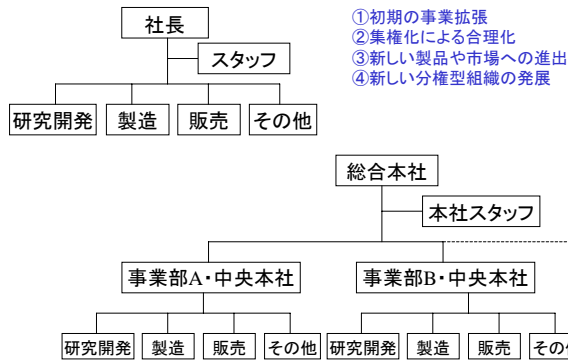 社長
スタッフ
研究開発 製造 販売 その他
①初期の事業拡張
②集権化による合理化
③新しい製品や市場への進出
④新しい分権型組織の発展
総合本社
本社スタッフ
事業部A・中央本社 事業部B・中央本社
研究開発 製造 販売 その他 研究開発 製造 販売 その